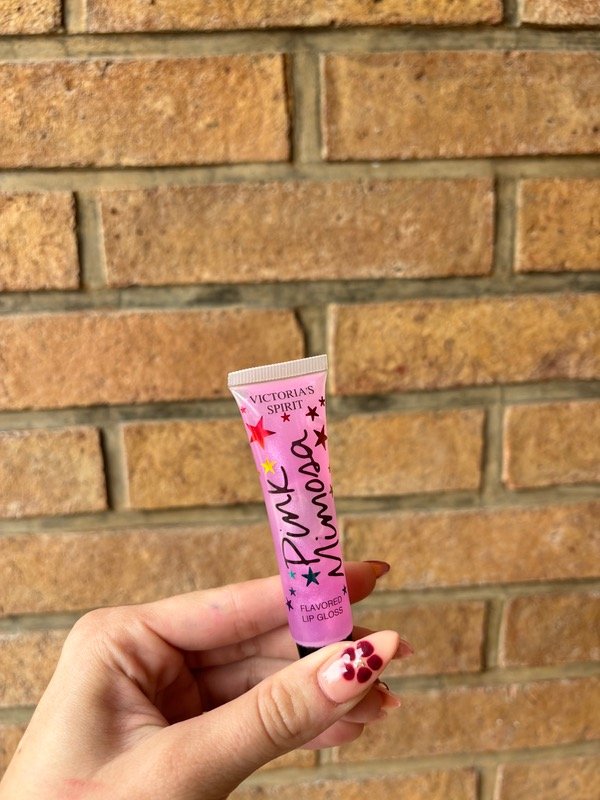 VICTORIA'S
SPIRIT
Pink
Mimosa
FLAVORED
LIP GLOSS